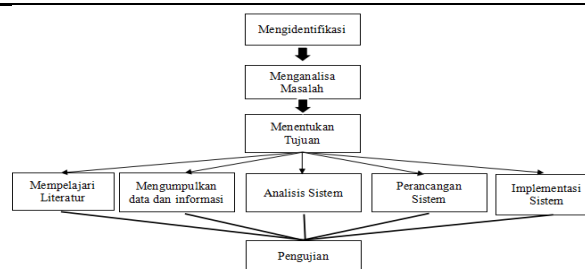 Mengidentifikasi
Menganalisa
Masalah
Menentukan
Tujuan
Mempelajari
Literatur
Mengumpulkan
data dan informasi
Analisis Sistem
Perancangan
Sistem
Implementasi
Sistem
Pengujian